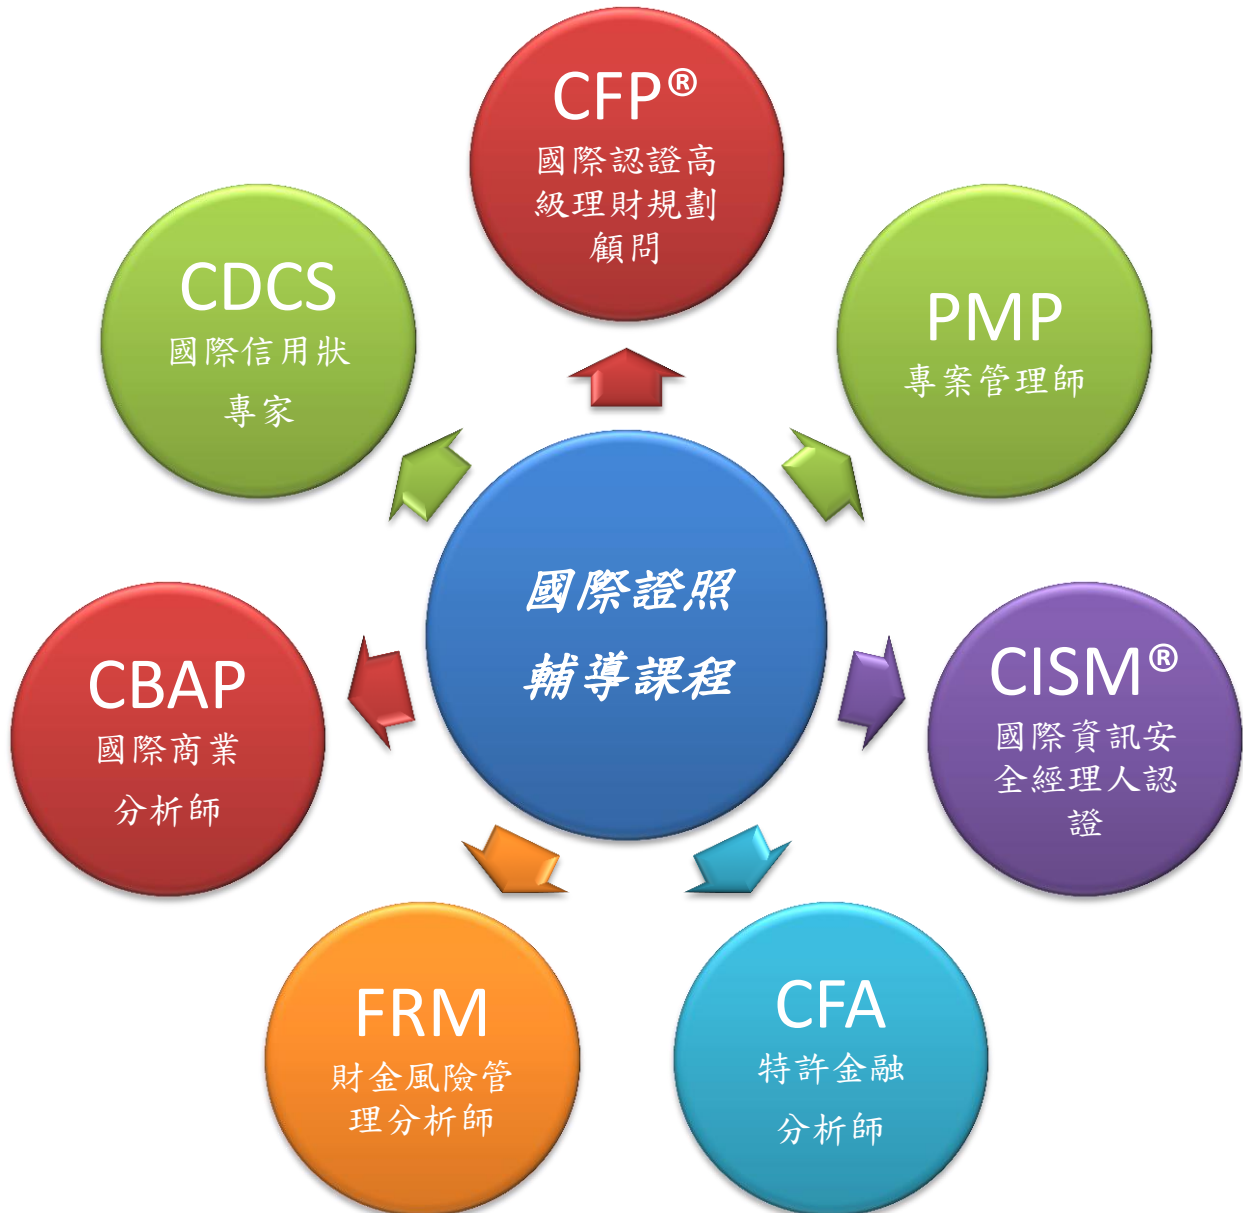 CFP®
國際認證高
級理財規劃
顧問
PMP
專案管理師
CISM®
國際資訊安
全經理人認
證
CFA
特許金融
分析師
FRM
財金風險管
理分析師
CBAP
國際商業
分析師
CDCS
國際信用狀
專家
國際證照
輔導課程